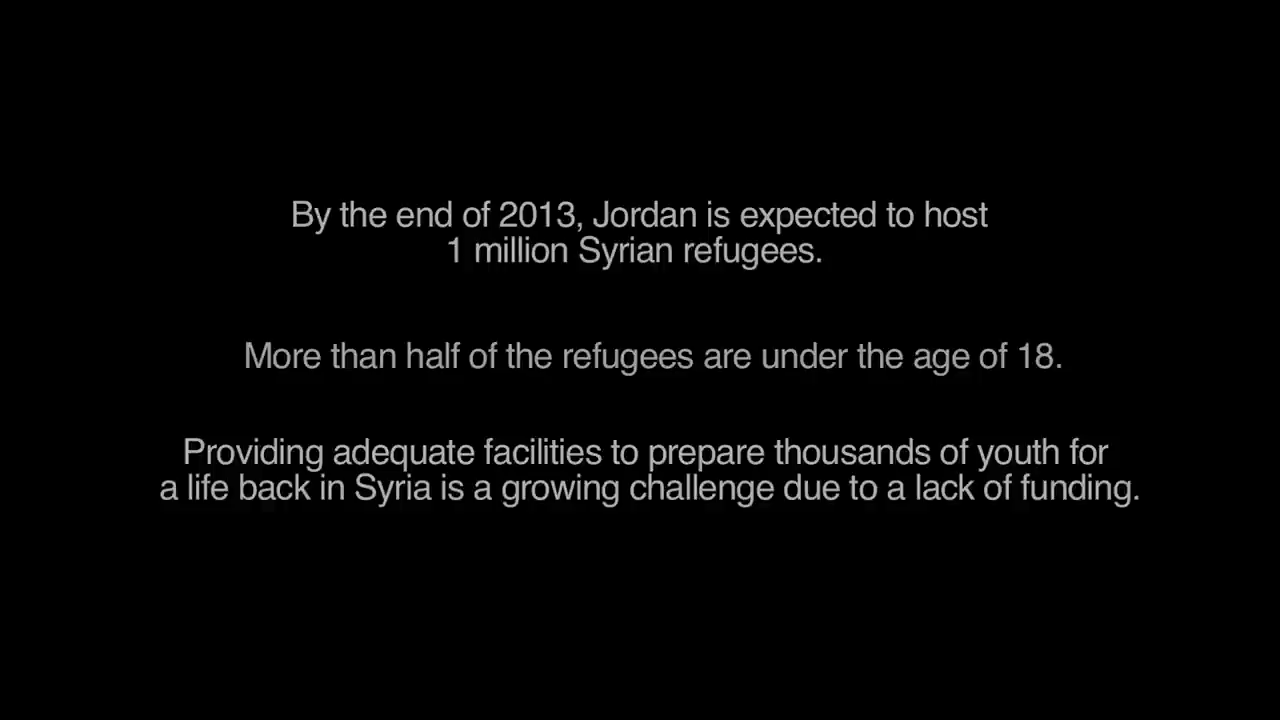 By the end of 2013, Jordan is expected to host
1 million Syrian refugees.
More than half of the refugees are under the age of 18.
Providing adequate facilities to prepare thousands of youth for
a life back in Syria is a growing challenge due to a lack of funding.